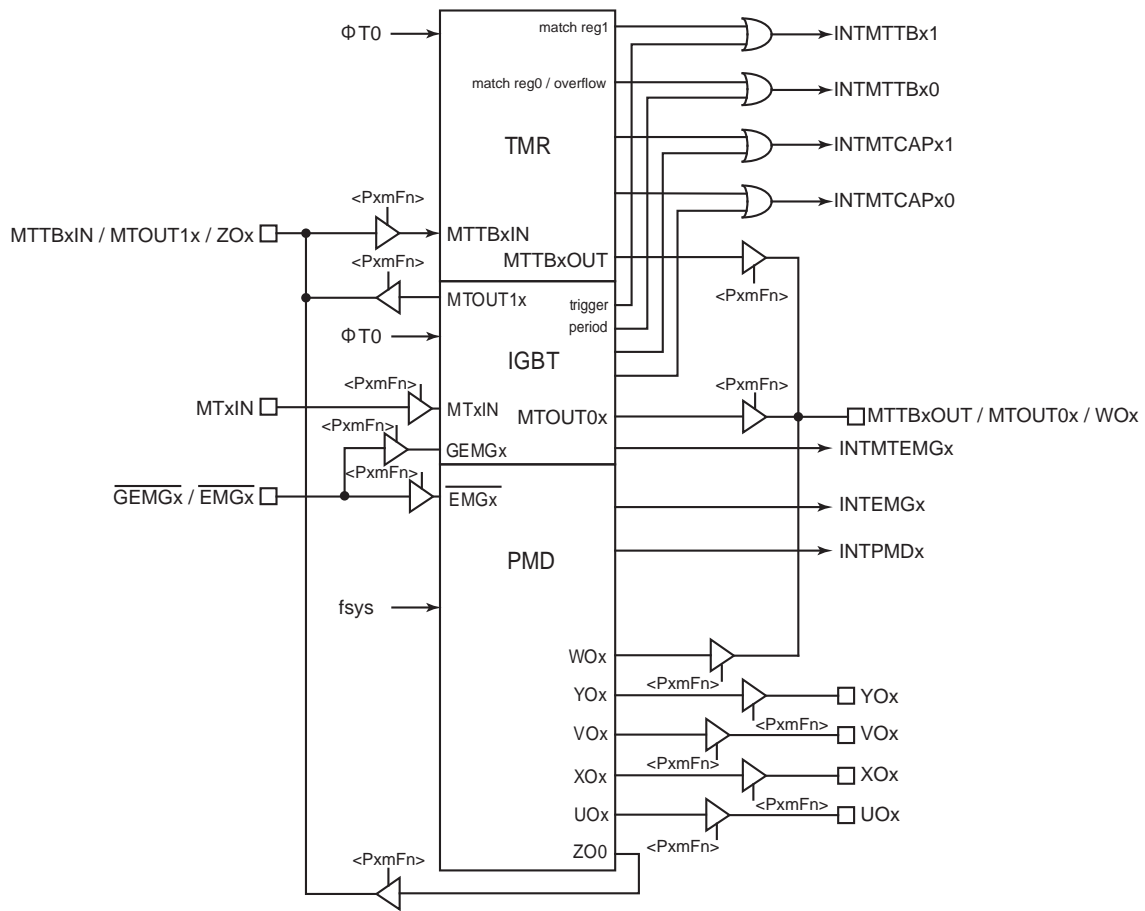 ΦT0
match reg1
INTMTTBx1
match reg0 / overflow
INTMTTBx0
TMR
INTMTCAPx1
<PxmFn>
INTMTCAPx0
MTTBxIN / MTOUT1x / ZOx
MTTBxIN
MTTBxOUT
<PxmFn>
<PxmFn>
MTOUT1x
trigger
ΦT0
period
IGBT
<PxmFn>
<PxmFn>
MTxIN
MTxIN
MTOUT0x
MTTBxOUT / MTOUT0x / WOx
<PxmFn>
GEMGx
INTMTEMGx
<PxmFn>
GEMGx / EMGx
EMGx
INTEMGx
PMD
INTPMDx
fsys
WOx
<PxmFn>
YOx
YOx
<PxmFn>
VOx
VOx
<PxmFn>
XOx
XOx
<PxmFn>
UOx
UOx
<PxmFn>
ZO0
<PxmFn>